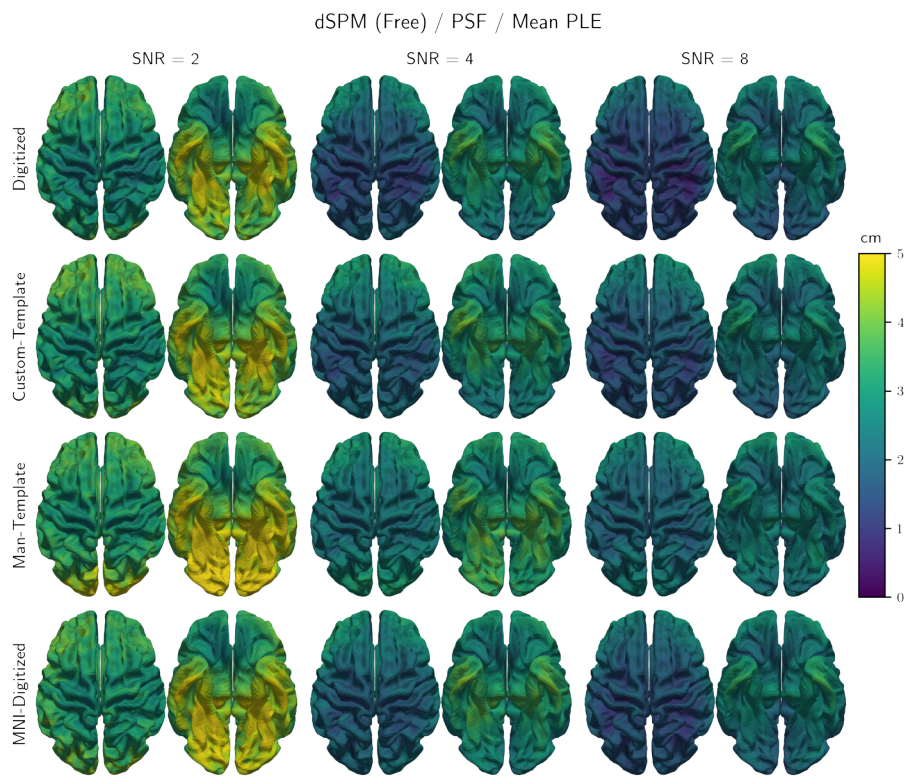 dSPM (Free) / PSF / Mean PLE
SNR = 2
SNR = 4
SNR = 8
Digitized
Custom-Template
Man-Template
MNI-Digitized
cm
5
4
3
2
1
0